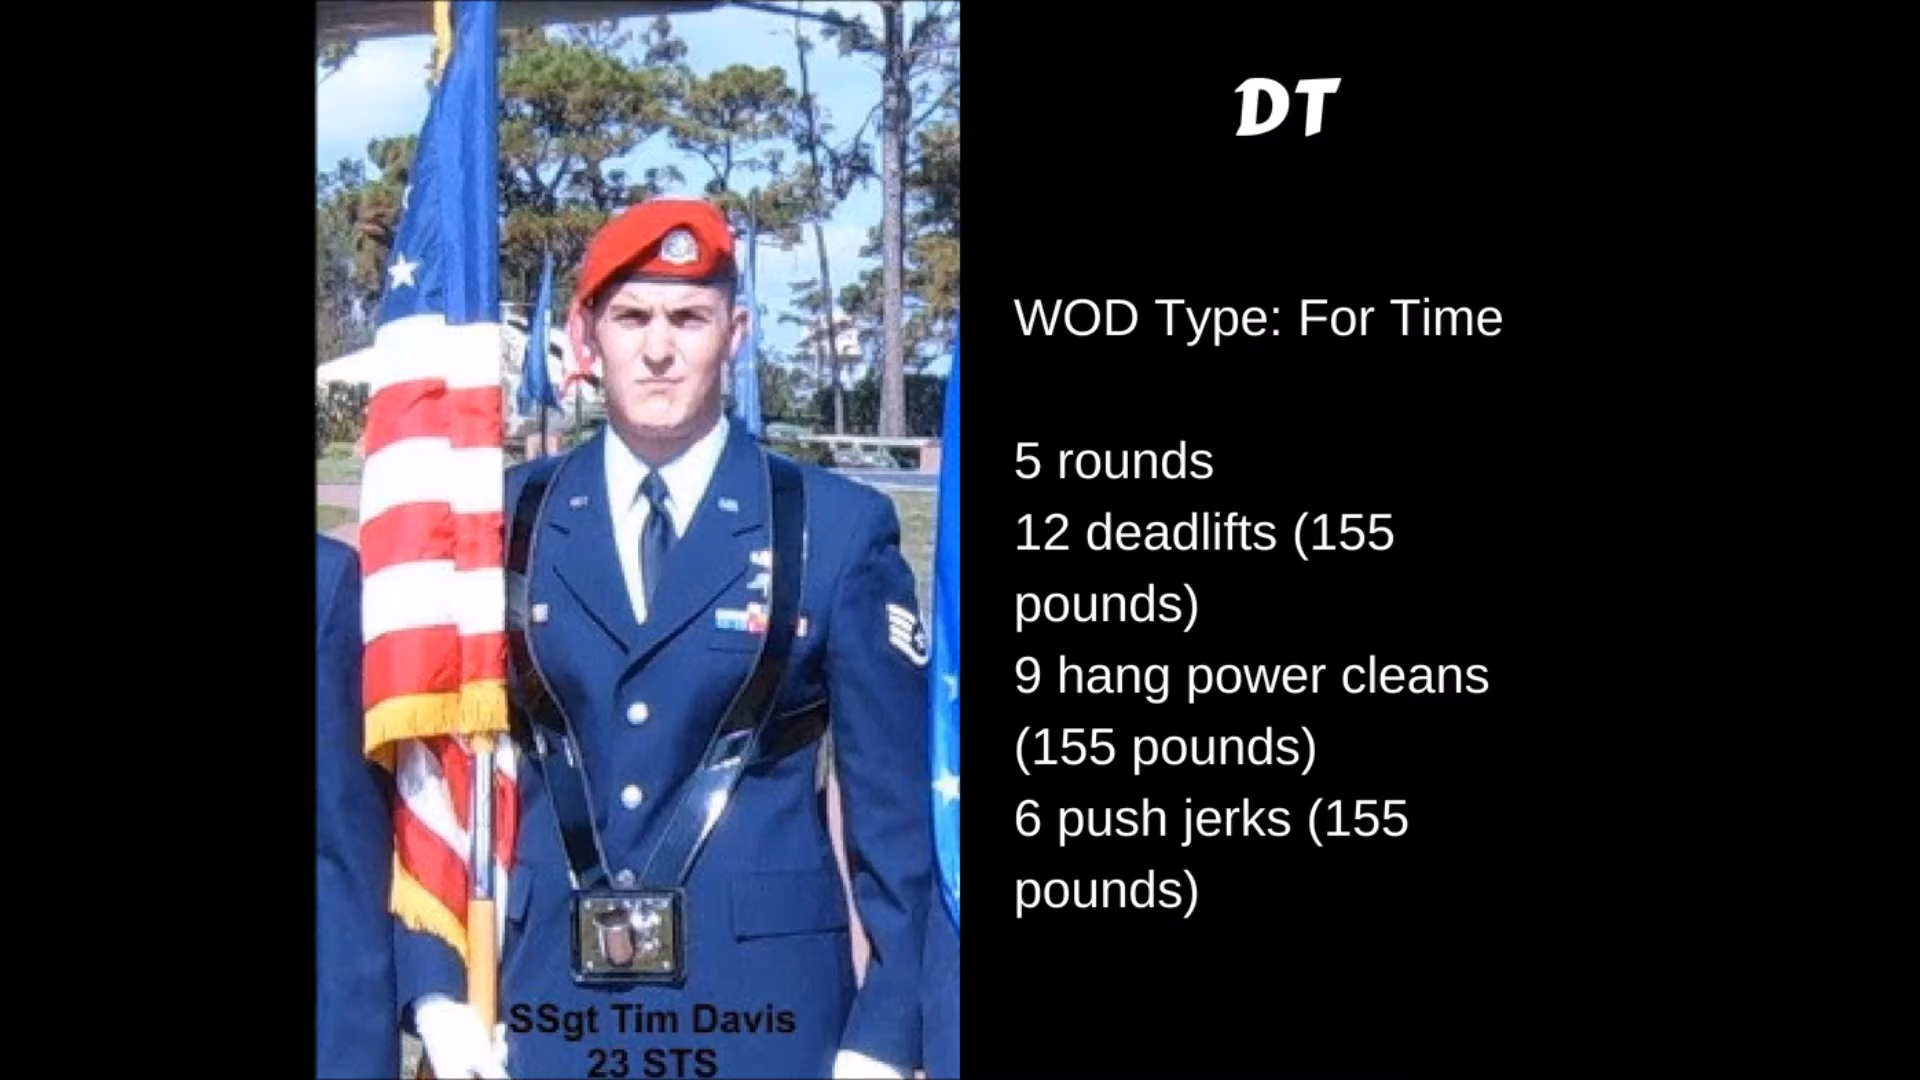 DT
WOD Type: For Time
5 rounds
12 deadlifts (155
pounds)
9 hang power cleans
(155 pounds)
6 push jerks (155
pounds)
SSgt Tim Davis
23 STS